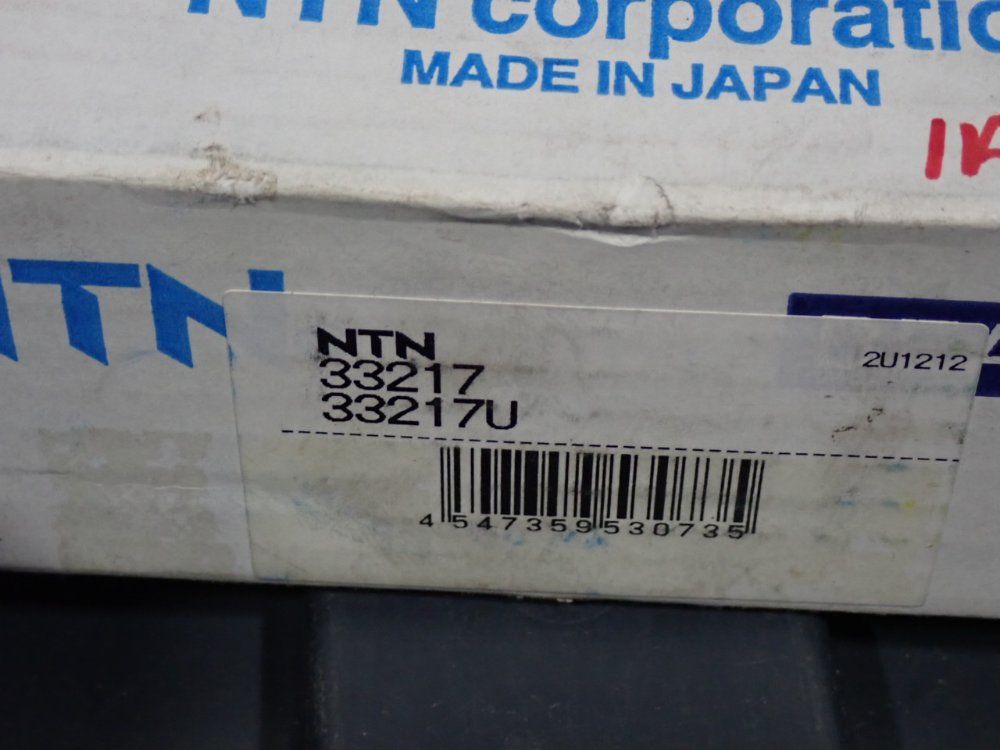 NTN corporatio
MADE IN JAPAN
NTN
NTN
33217
2U1212
33217U
4547359530735